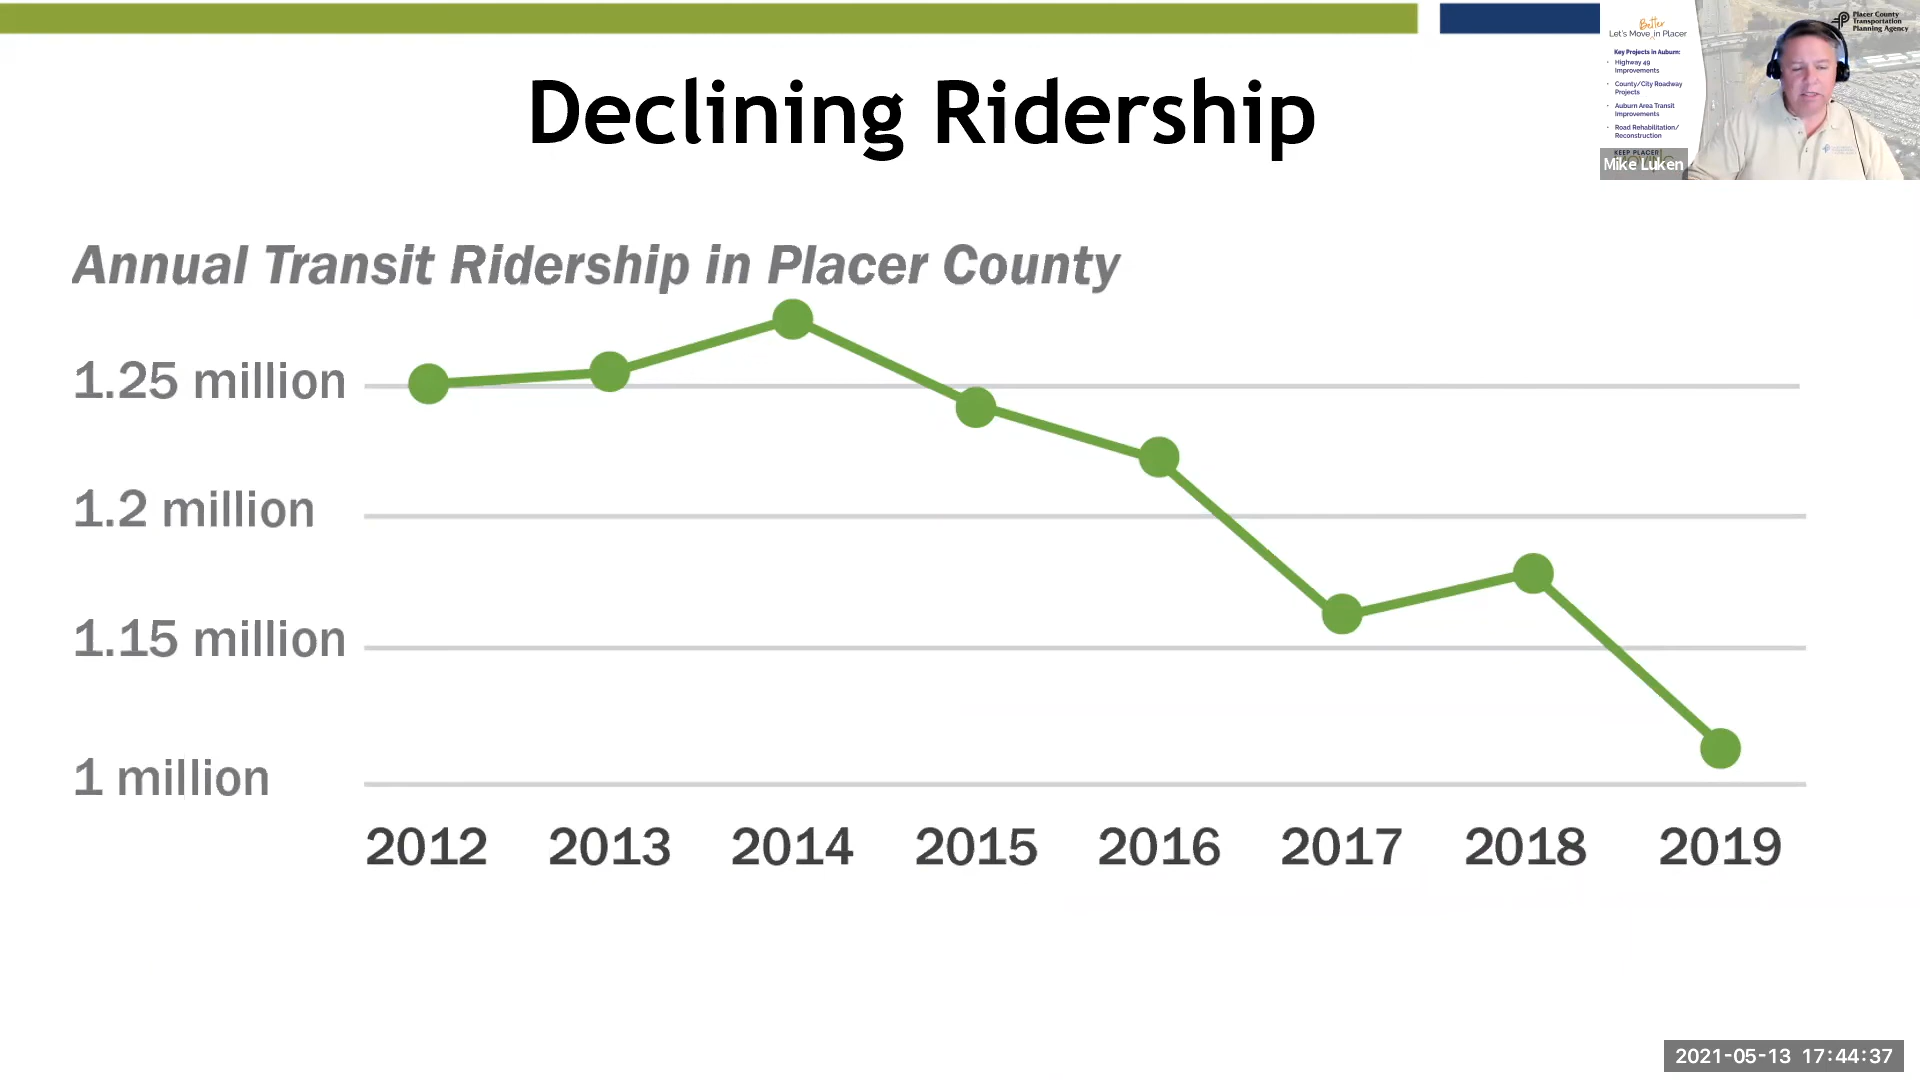 Better
Let's Move in Placer
Key Projects in Auburn:
• Highway 49
Improvements
• County/City Roadway
Projects
• Auburn Area Transit
Improvements
• Road Rehabilitation/
Reconstruction
KEEP PLACER
Mike Luken
Placer County
Transportation
Planning Agency
Declining Ridership
Annual Transit Ridership in Placer County
1.25 million
1.2 million
1.15 million
1 million
2012 2013 2014 2015 2016 2017 2018 2019
2021-05-13 17:44:37